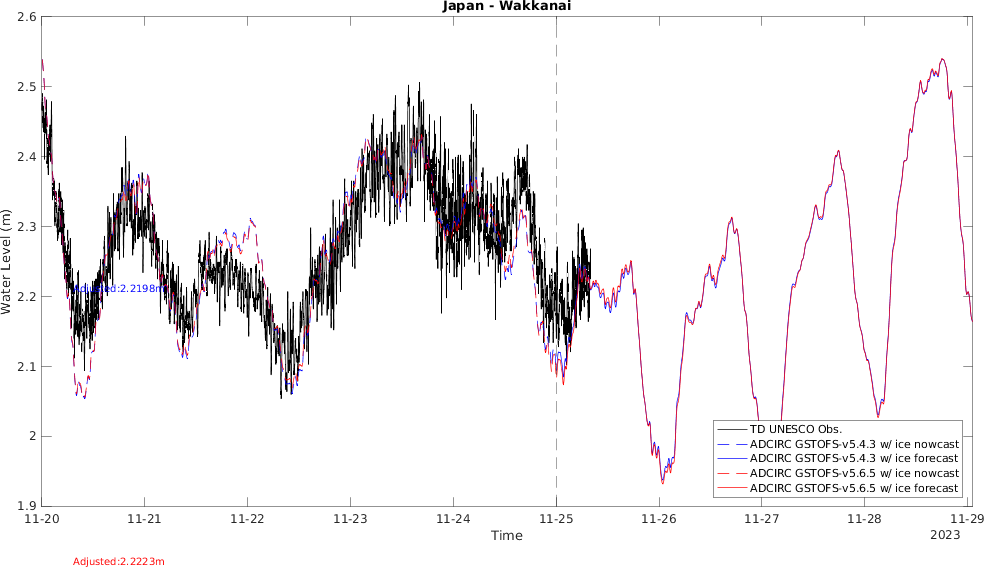 Japan - Wakkanai
2.6
2.5
2.4
2.3
2.2
2.1
2
1.9
Water Level (m)
Adjusted:2.2198m
TD UNESCO Obs.
ADCIRC GSTOFS-v5.4.3 w/ ice nowcast
ADCIRC GSTOFS-v5.4.3 w/ ice forecast
ADCIRC GSTOFS-v5.6.5 w/ ice nowcast
ADCIRC GSTOFS-v5.6.5 w/ ice forecast
11-20 11-21 11-22 11-23 11-24 11-25 11-26 11-27 11-28 11-29
Time
2023
Adjusted:2.2223m